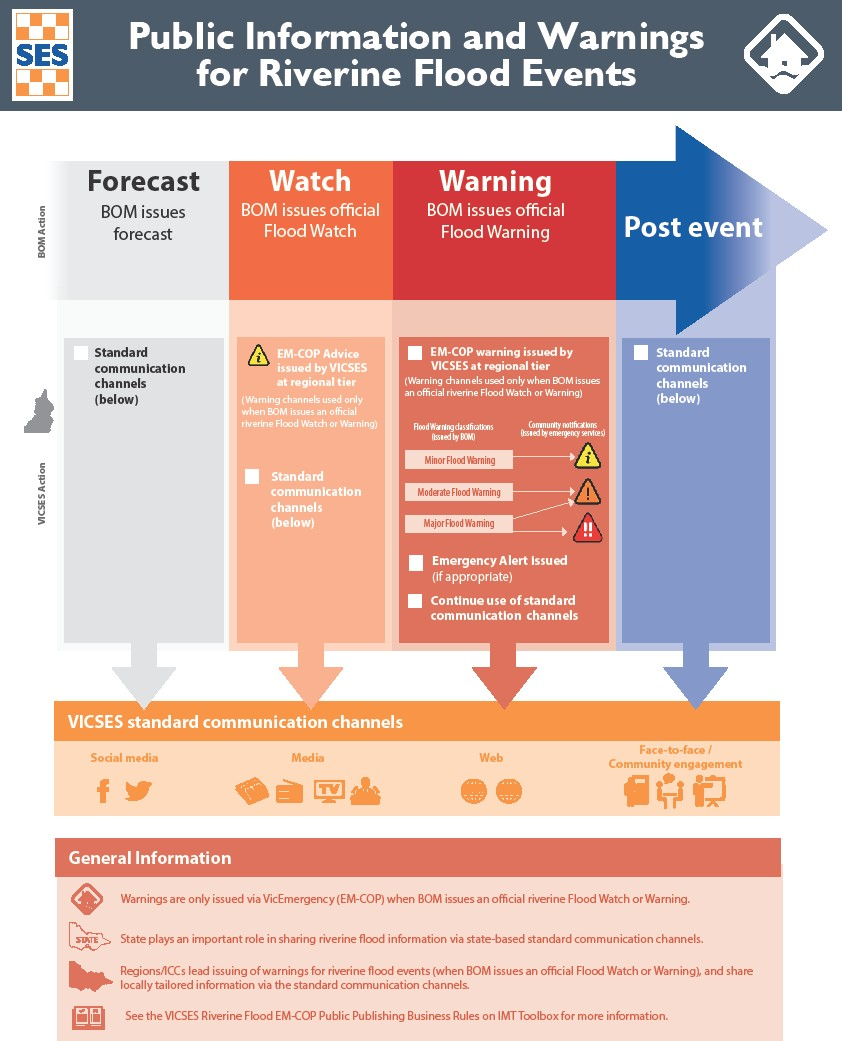 SES
Public Information and Warnings
for Riverine Flood Events
BOM Action
Forecast
BOM issues
forecast
Watch
BOM issues official
Flood Watch
Warning
BOM issues official
Flood Warning
Post event
VICSES Action
Standard
communication
channels
(below)
EM-COP Advice
issued by VICSES
at regional tier
(Warning channels used only
when BOM issues an official
riverine Flood Watch or Warning)
Standard
communication
channels
(below)
EM-COP warning issued by
VICSES at regional tier
(Warning channels used only when BOM issues
an official riverine Flood Watch or Warning)
Flood Warning classifications
(issued by BOM)
Community notifications
(issued by emergency services)
Minor Flood Warning
Moderate Flood Warning
Major Flood Warning
Emergency Alert issued
(if appropriate)
Continue use of standard
communication channels
Standard
communication
channels
(below)
VICSES standard communication channels
Social media
Media
TV
Web
Face-to-face /
Community engagement
General Information
Warnings are only issued via VicEmergency (EM-COP) when BOM issues an official riverine Flood Watch or Warning.
STATE
State plays an important role in sharing riverine flood information via state-based standard communication channels.
Regions/ICCs lead issuing of warnings for riverine flood events (when BOM issues an official Flood Watch or Warning), and share
locally tailored information via the standard communication channels.
See the VICSES Riverine Flood EM-COP Public Publishing Business Rules on IMT Toolbox for more information.